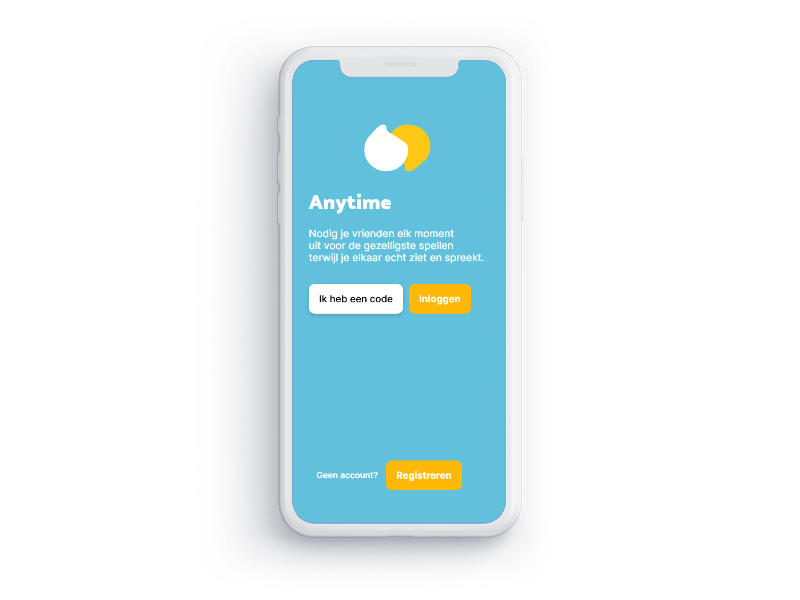 Anytime
Nodig je vrienden elk moment
uit voor de gezelligste spellen
terwijl je elkaar echt ziet en spreekt.
Ik heb een code
Inloggen
Geen account?
Registreren